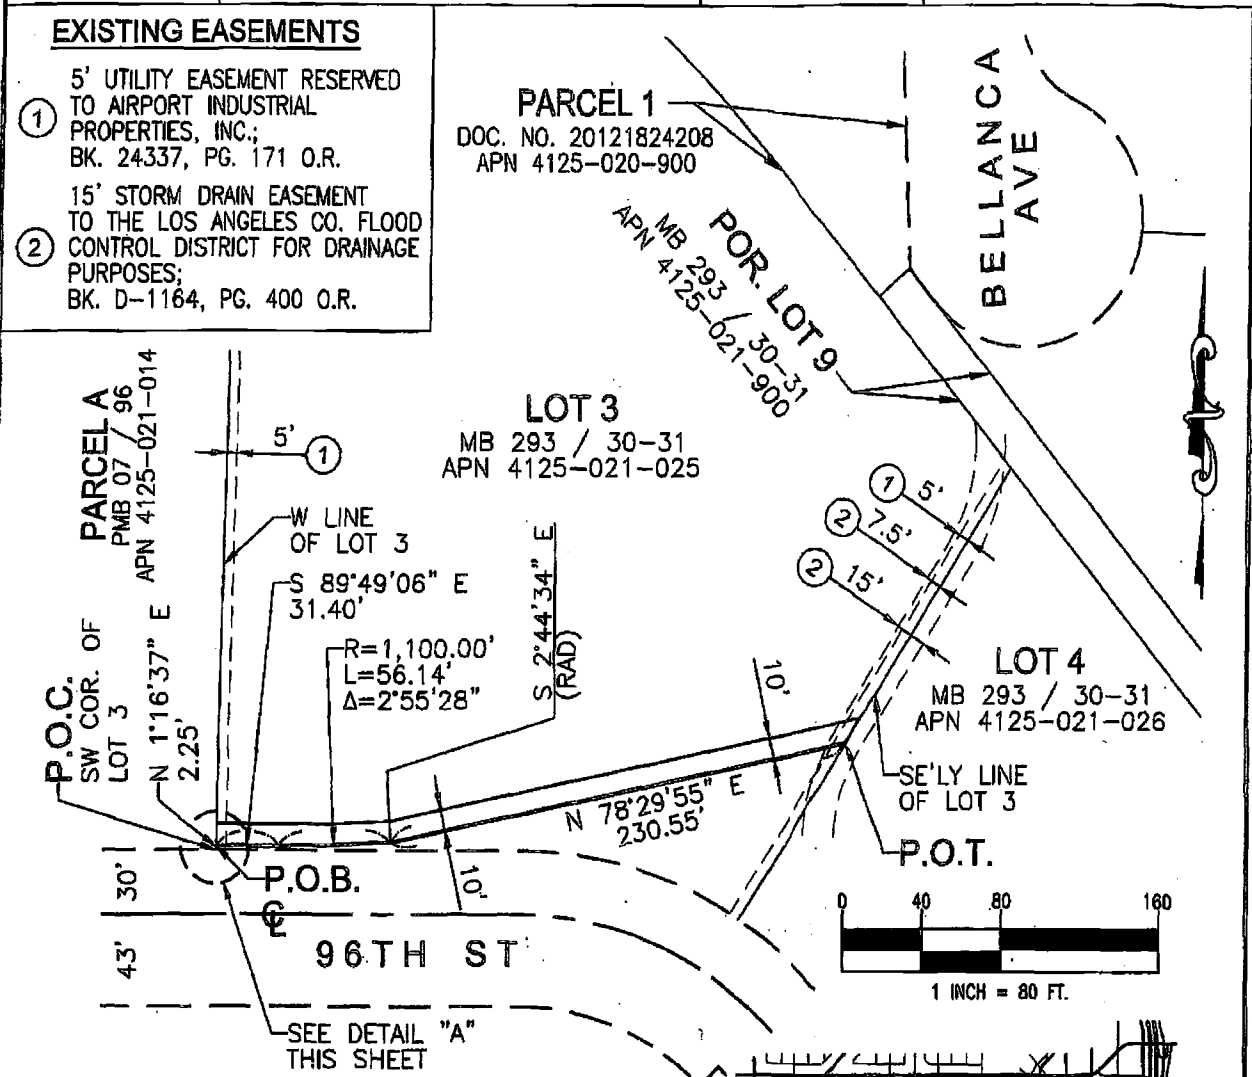 EXISTING EASEMENTS
1
5' UTILITY EASEMENT RESERVED
TO AIRPORT INDUSTRIAL
PROPERTIES, INC.;
BK. 24337, PG. 171 O.R.
2
15' STORM DRAIN EASEMENT
TO THE LOS ANGELES CO. FLOOD
CONTROL DISTRICT FOR DRAINAGE
PURPOSES;
BK. D-1164, PG. 400 O.R.
PARCEL 1
DOC. NO. 20121824208
APN 4125-020-900
BELLANCA
AVE
POR. LOT 9
MB 293 / 30-31
APN 4125-021-900
PARCEL A
PMB 07 / 96
APN 4125-021-014
5'
1
LOT 3
MB 293 / 30-31
APN 4125-021-025
W LINE
OF LOT 3
S 89°49'06" E
31.40'
R=1,100.00'
L=56.14'
Δ=2°55'28"
S 2°44'34" E
(RAD)
1
5'
2
7.5'
2
15'
LOT 4
MB 293 / 30-31
APN 4125-021-026
P.O.C.
SW COR. OF
LOT 3
N 1°16'37" E
2.25'
10'
N 78°29'55" E
230.55'
SE'LY LINE
OF LOT 3
P.O.T.
P.O.B.
10'
30'
43'
CL
96TH ST
0 40 80 160
1 INCH = 80 FT.
SEE DETAIL "A"
THIS SHEET